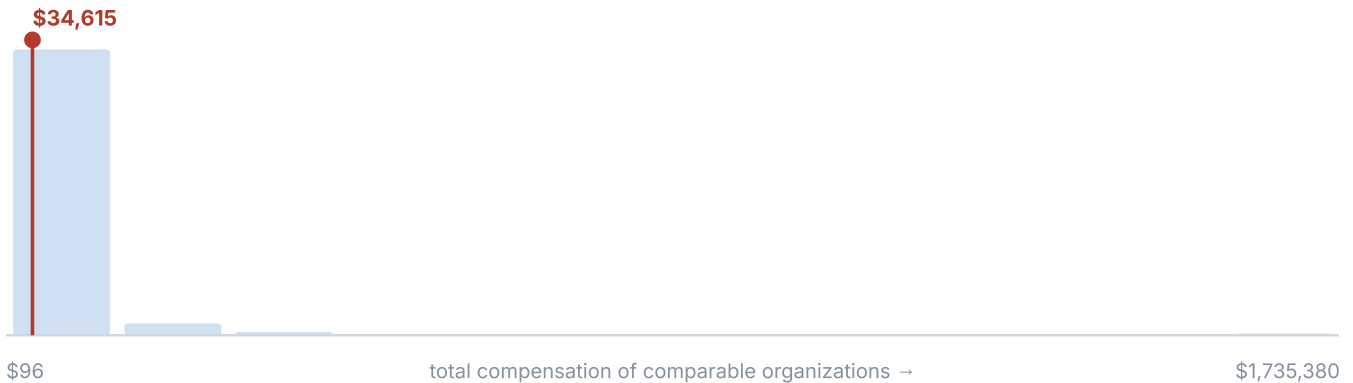 $34,615
$96
total compensation of comparable organizations →
$1,735,380